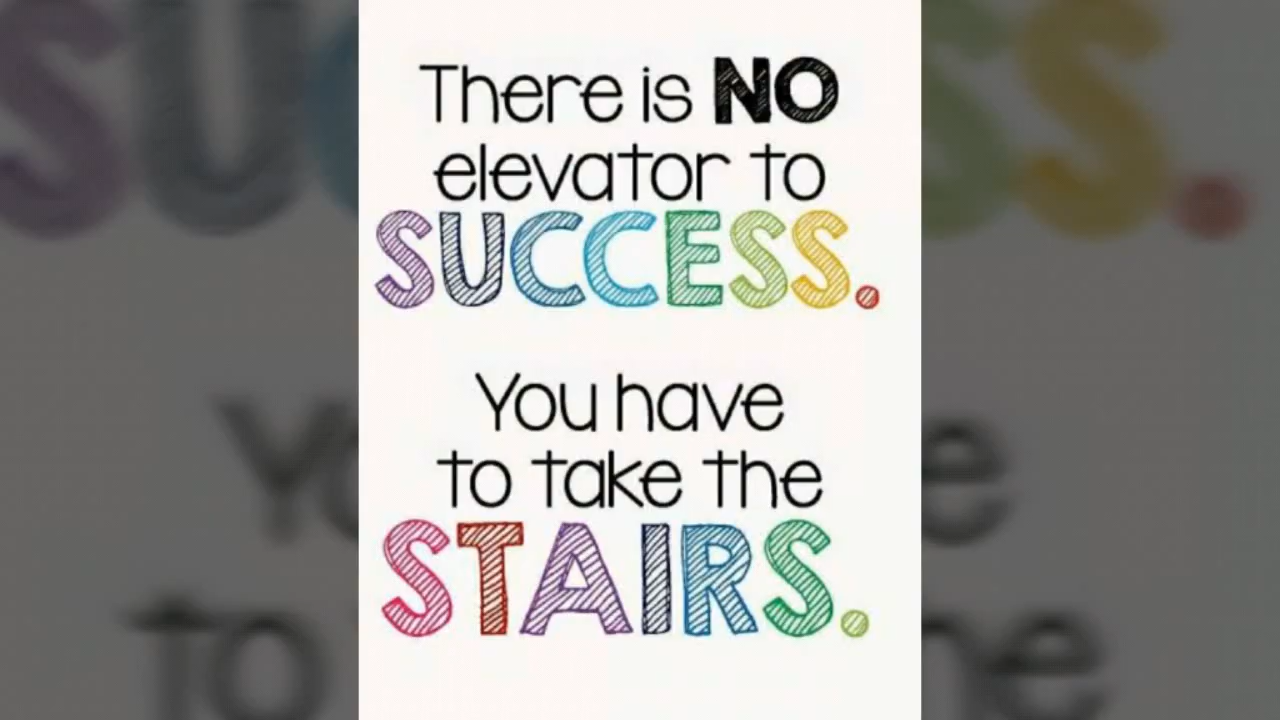 There is NO
elevator to
SUCCESS.
You have
to take the
STAIRS.